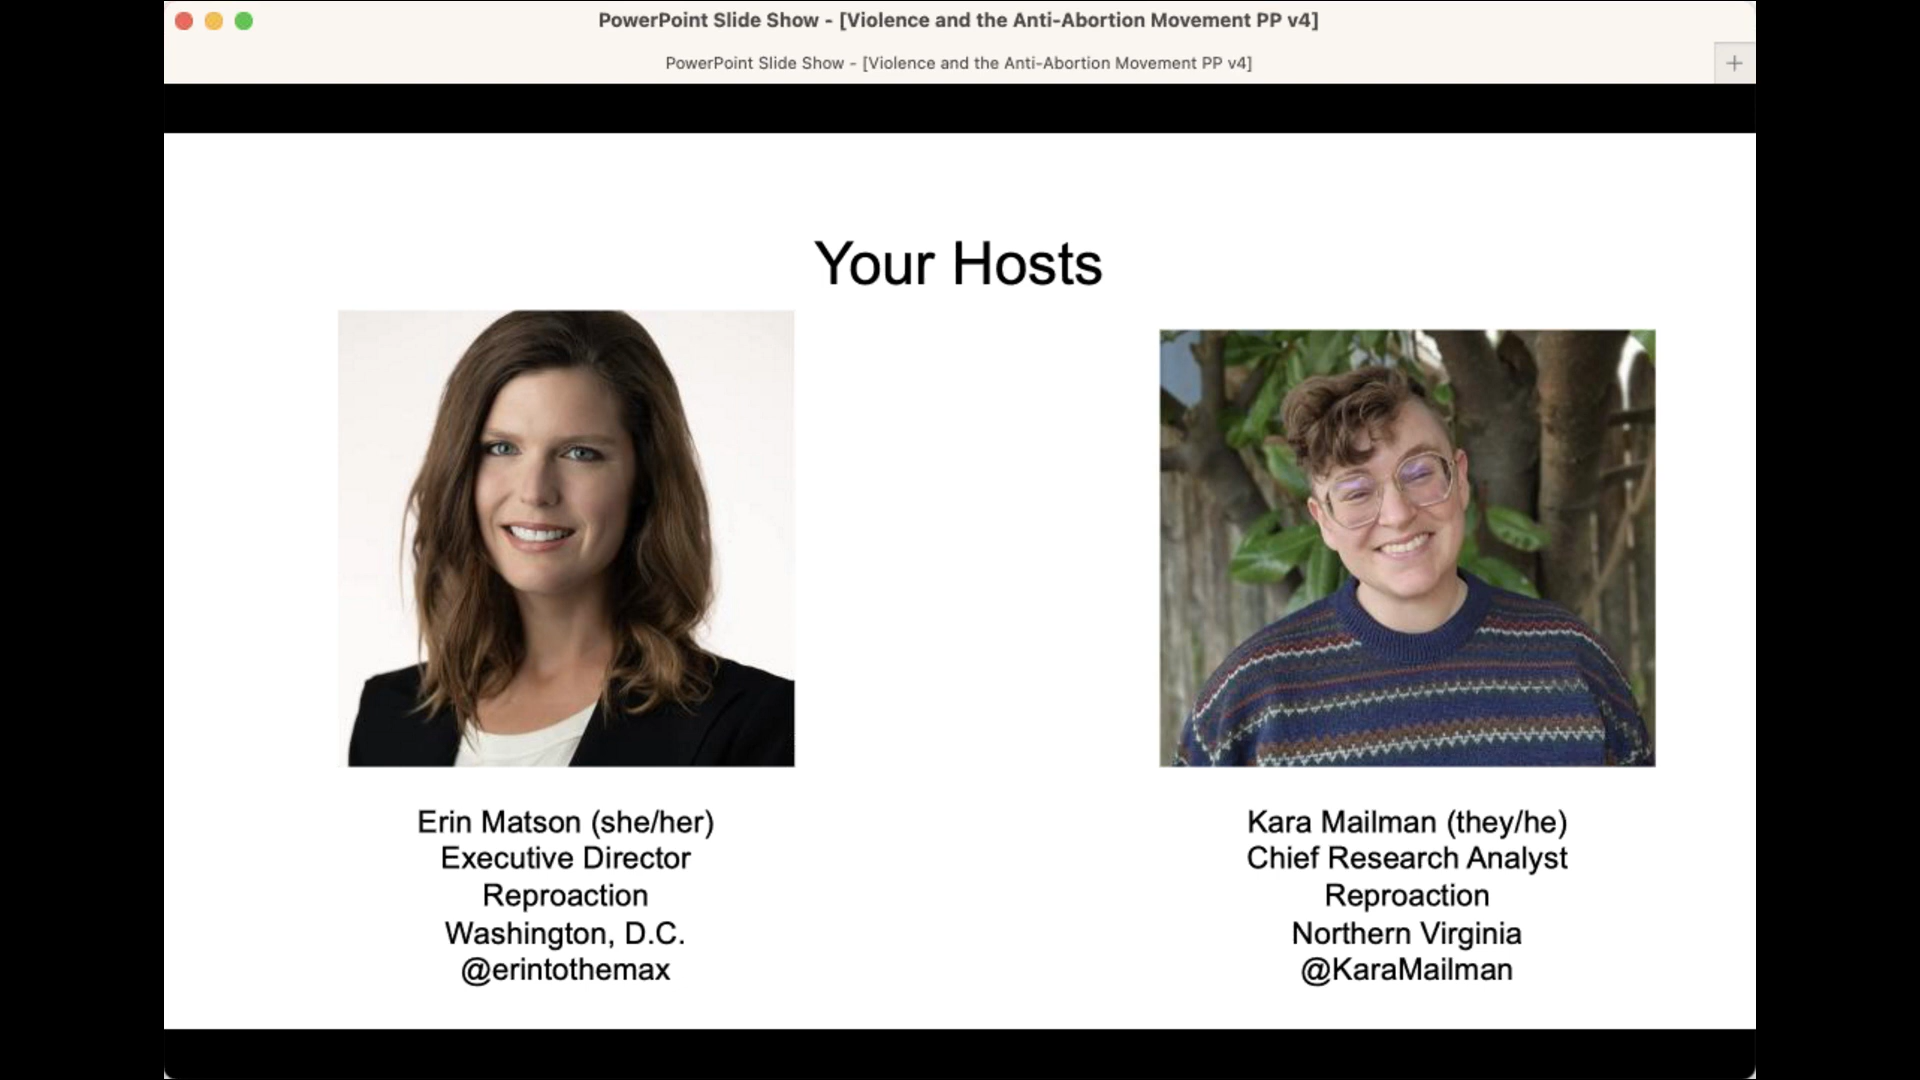 PowerPoint Slide Show - [Violence and the Anti-Abortion Movement PP v4]
PowerPoint Slide Show - [Violence and the Anti-Abortion Movement PP v4]
Your Hosts
Erin Matson (she/her)
Executive Director
Reproaction
Washington, D.C.
@erintothemax
Kara Mailman (they/he)
Chief Research Analyst
Reproaction
Northern Virginia
@KaraMailman